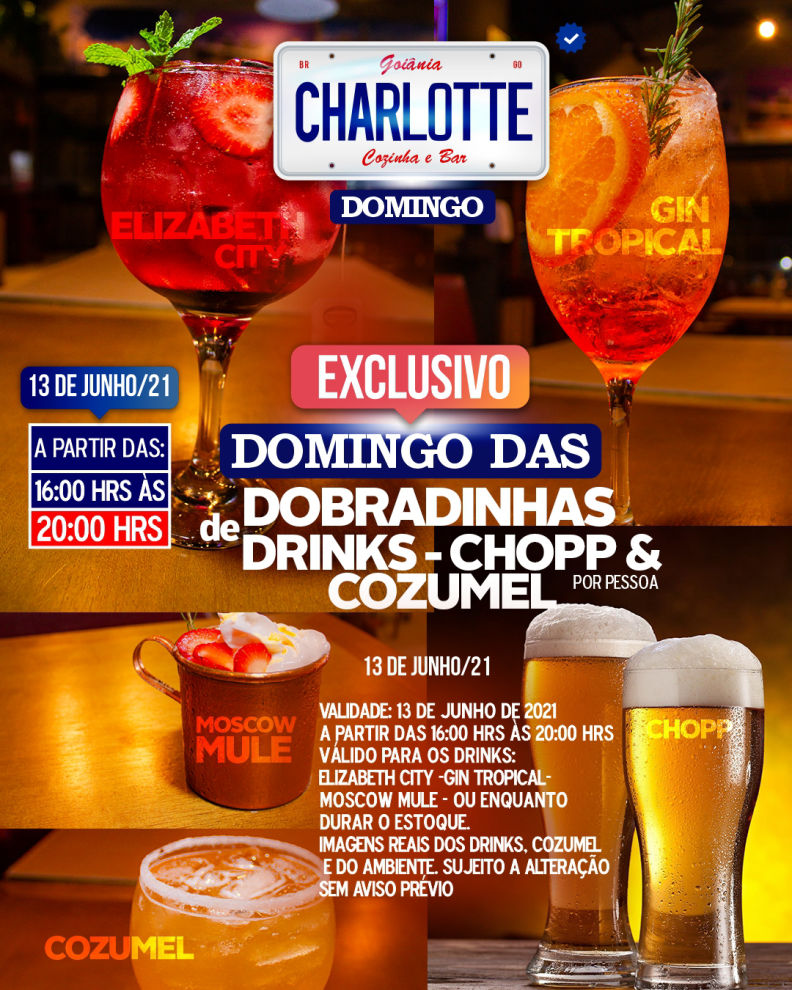 BR Goiânia GO
CHARLOTTE
Cozinha e Bar
DOMINGO
ELIZABETH
CITY
GIN
TROPICAL
13 DE JUNHO/21
A PARTIR DAS:
16:00 HRS ÀS
20:00 HRS
EXCLUSIVO
DOMINGO DAS
DOBRADINHAS
de DRINKS - CHOPP &
COZUMEL
POR PESSOA
MOSCOW
MULE
13 DE JUNHO/21
VALIDADE: 13 DE JUNHO DE 2021
A PARTIR DAS 16:00 HRS ÀS 20:00 HRS
VÁLIDO PARA OS DRINKS:
ELIZABETH CITY -GIN TROPICAL-
MOSCOW MULE - OU ENQUANTO
DURAR O ESTOQUE.
IMAGENS REAIS DOS DRINKS, COZUMEL
E DO AMBIENTE. SUJEITO A ALTERAÇÃO
SEM AVISO PRÉVIO
CHOPP
COZUMEL